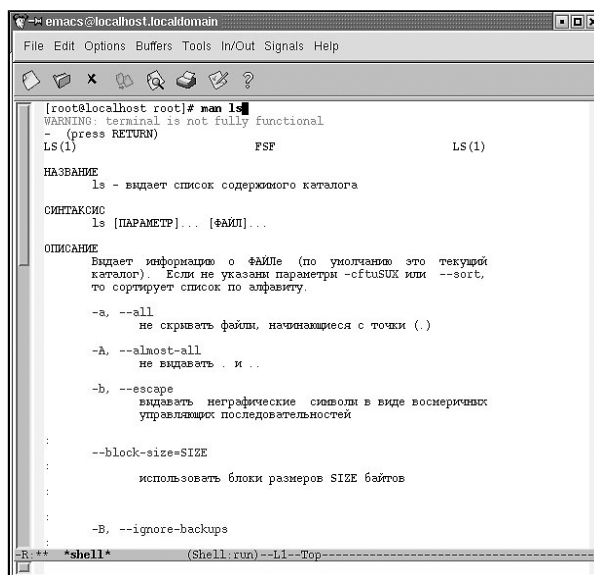 emacs@localhost.localdomain
File Edit Options Buffers Tools In/Out Signals Help
[root@localhost root]# man ls
WARNING: terminal is not fully functional
- (press RETURN)
LS(1) FSF LS(1)
НАЗВАНИЕ
ls - выдает список содержимого каталога
СИНТАКСИС
ls [ПАРАМЕТР]... [ФАЙЛ]...
ОПИСАНИЕ
Выдает информацию о ФАЙЛе (по умолчанию это текущий
каталог). Если не указаны параметры -cftuSUX или --sort,
то сортирует список по алфавиту.
-a, --all
не скрывать файлы, начинающиеся с точки (.)
-A, --almost-all
не выдавать . и ..
-b, --escape
выдавать неграфические символы в виде восмеричных
управляющих последовательностей
:
--block-size=SIZE
:
использовать блоки размеров SIZE байтов
:
:
-B, --ignore-backups
:
-R:** *shell* (Shell:run)--L1--Top----------------------------------------